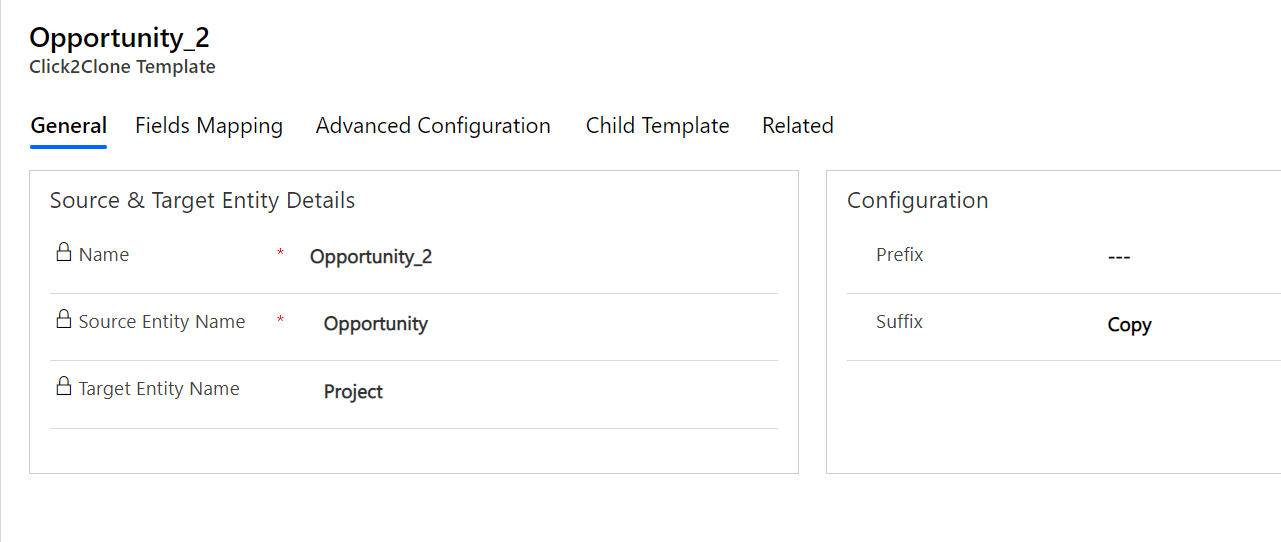 Opportunity_2
Click2Clone Template
General Fields Mapping Advanced Configuration Child Template Related
Source & Target Entity Details
Name * Opportunity_2
Source Entity Name * Opportunity
Target Entity Name Project
Configuration
Prefix ---
Suffix Copy